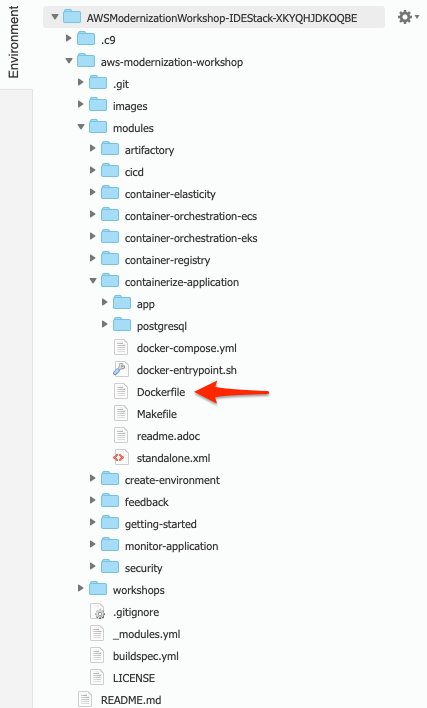 Environment
AWSModernizationWorkshop-IDEStack-XKYQHJDKOQBE
.c9
aws-modernization-workshop
.git
images
modules
artifactory
cicd
container-elasticity
container-orchestration-ecs
container-orchestration-eks
container-registry
containerize-application
app
postgresql
docker-compose.yml
docker-entrypoint.sh
Dockerfile
Makefile
readme.adoc
standalone.xml
create-environment
feedback
getting-started
monitor-application
security
workshops
.gitignore
_modules.yml
buildspec.yml
LICENSE
README.md